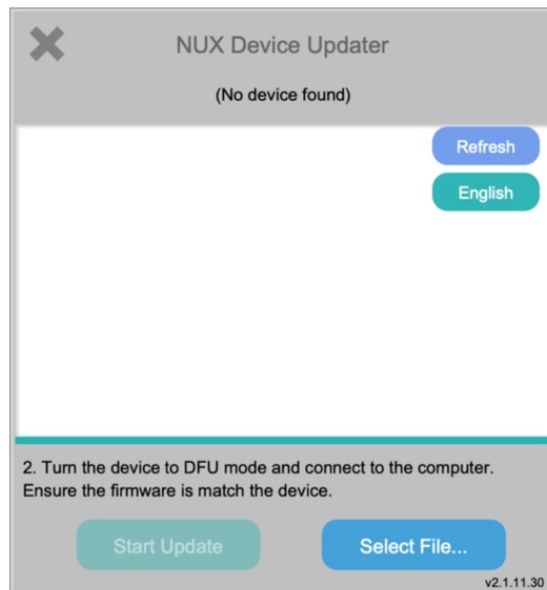 NUX Device Updater
(No device found)
Refresh
English
2. Turn the device to DFU mode and connect to the computer.
Ensure the firmware is match the device.
Start Update
Select File...
v2.1.11.30